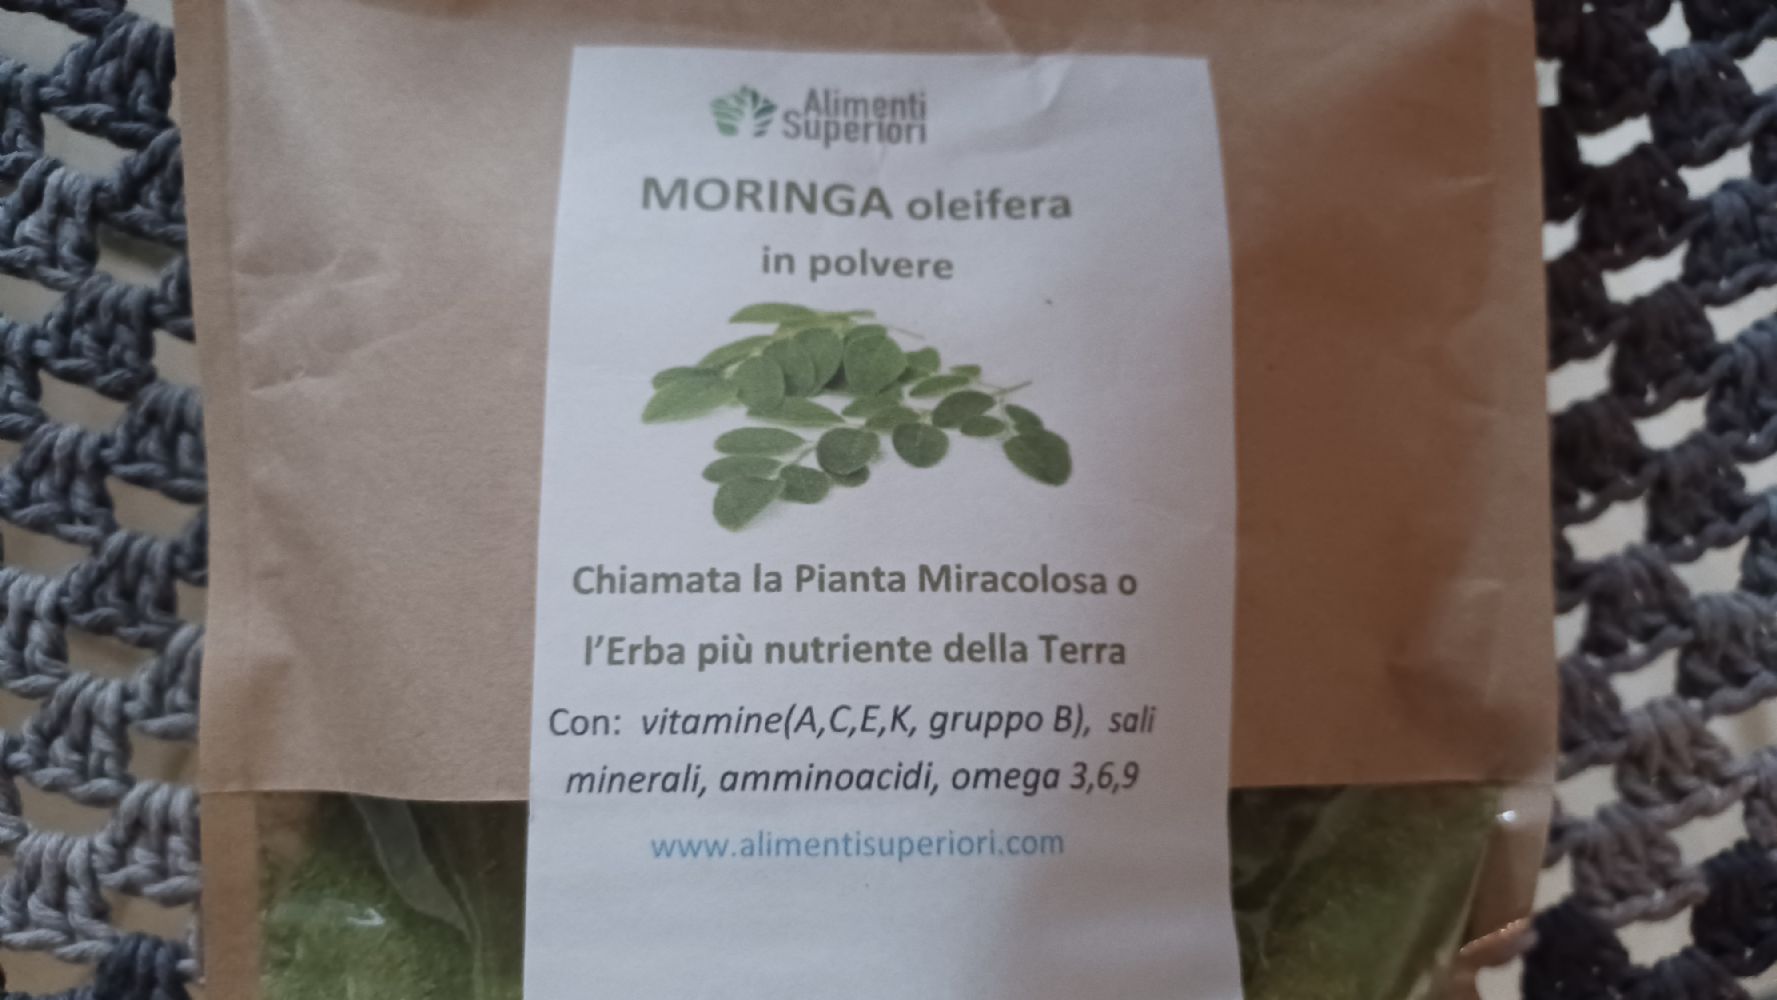 Alimenti
Superiori
MORINGA oleifera
in polvere
Chiamata la Pianta Miracolosa o
l’Erba più nutriente della Terra
Con: vitamine(A,C,E,K, gruppo B), sali
minerali, amminoacidi, omega 3,6,9
www.alimentisuperiori.com